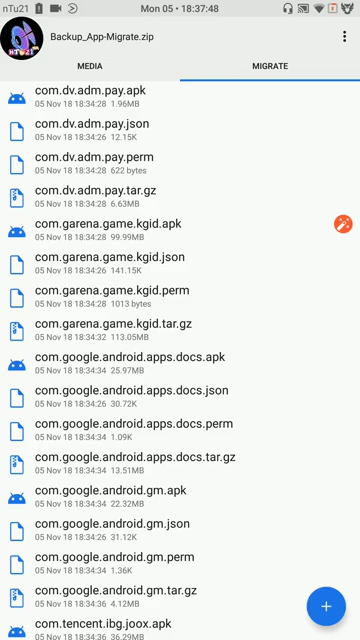 nTu21
Mon 05 • 18:37:48
Backup_App-Migrate.zip
MEDIA
MIGRATE
com.dv.adm.pay.apk
05 Nov 18 18:34:28 1.96MB
com.dv.adm.pay.json
05 Nov 18 18:34:26 12.15K
com.dv.adm.pay.perm
05 Nov 18 18:34:28 622 bytes
com.dv.adm.pay.tar.gz
05 Nov 18 18:34:28 6.63MB
com.garena.game.kgid.apk
05 Nov 18 18:34:28 99.99MB
com.garena.game.kgid.json
05 Nov 18 18:34:26 141.15K
com.garena.game.kgid.perm
05 Nov 18 18:34:28 1013 bytes
com.garena.game.kgid.tar.gz
05 Nov 18 18:34:32 113.05MB
com.google.android.apps.docs.apk
05 Nov 18 18:34:34 25.97MB
com.google.android.apps.docs.json
05 Nov 18 18:34:26 30.72K
com.google.android.apps.docs.perm
05 Nov 18 18:34:34 1.09K
com.google.android.apps.docs.tar.gz
05 Nov 18 18:34:34 13.51MB
com.google.android.gm.apk
05 Nov 18 18:34:34 22.32MB
com.google.android.gm.json
05 Nov 18 18:34:26 31.12K
com.google.android.gm.perm
05 Nov 18 18:34:34 1.36K
com.google.android.gm.tar.gz
05 Nov 18 18:34:36 4.12MB
com.tencent.ibg.joox.apk
05 Nov 18 18:34:36 36.29MB